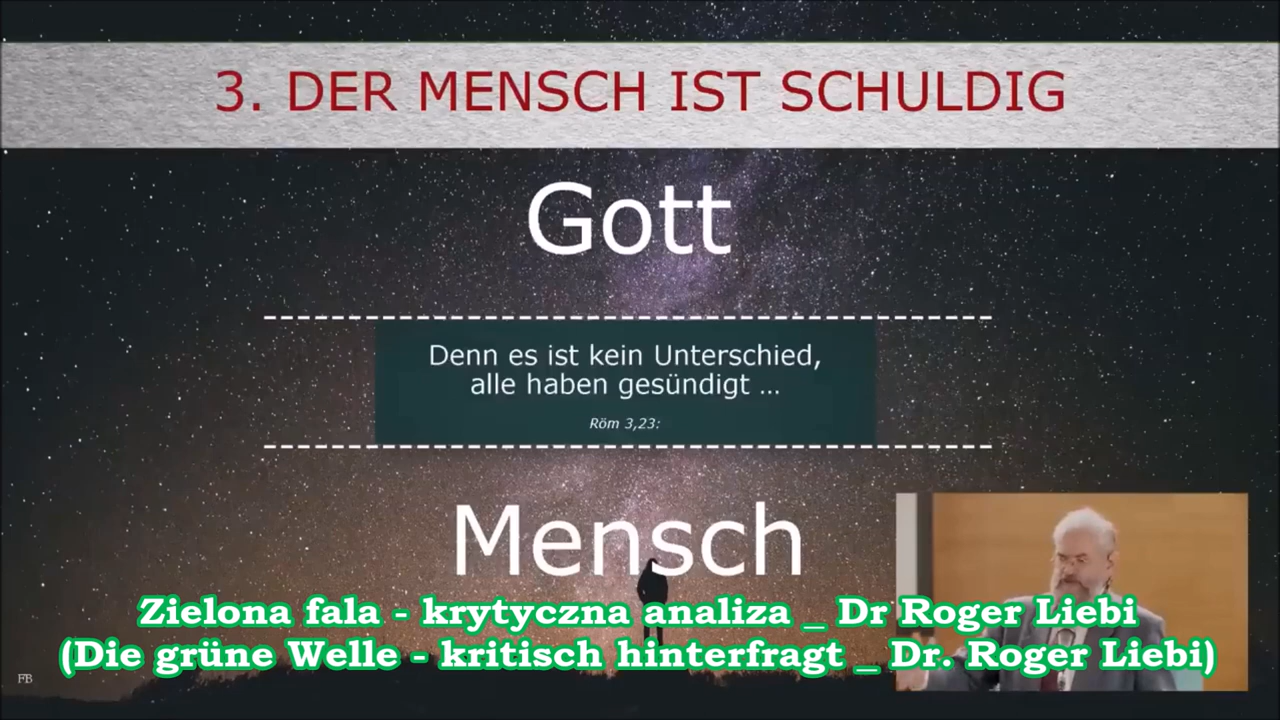 3. DER MENSCH IST SCHULDIG
Gott
Denn es ist kein Unterschied,
alle haben gesündigt ...
Röm 3,23:
Mensch
Zielona fala - krytyczna analiza _ Dr Roger Liebi
(Die grüne Welle - kritisch hinterfragt _ Dr. Roger Liebi)
FB